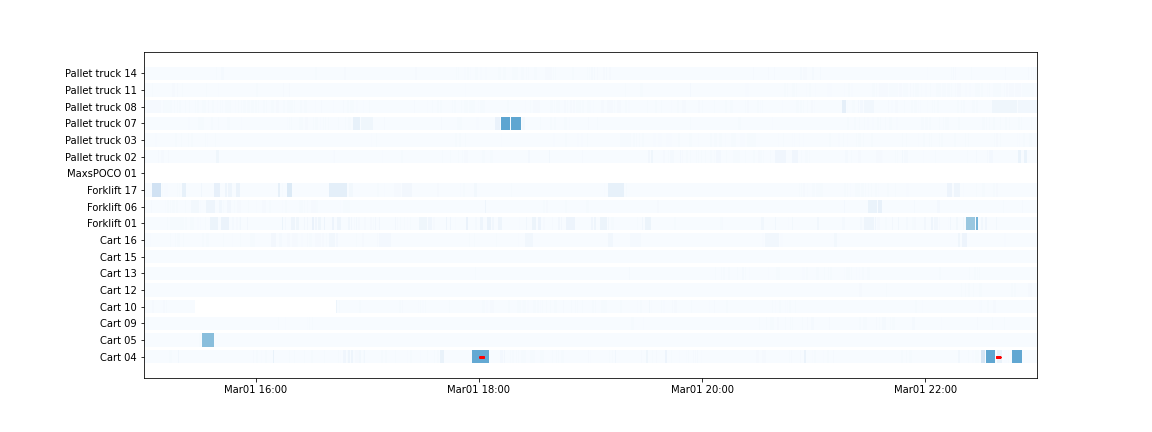 Pallet truck 14
Pallet truck 11
Pallet truck 08
Pallet truck 07
Pallet truck 03
Pallet truck 02
MaxsPOCO 01
Forklift 17
Forklift 06
Forklift 01
Cart 16
Cart 15
Cart 13
Cart 12
Cart 10
Cart 09
Cart 05
Cart 04
Mar01 16:00 Mar01 18:00 Mar01 20:00 Mar01 22:00